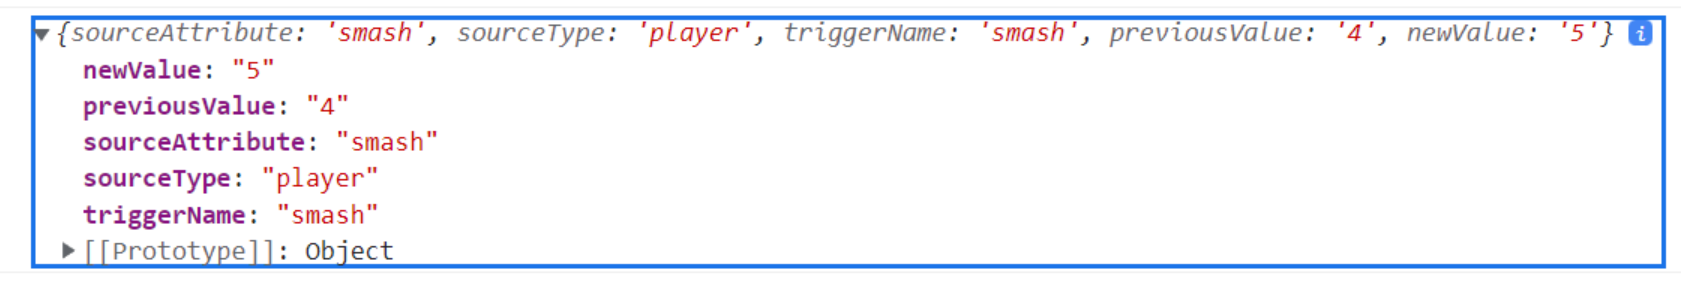 ▼{sourceAttribute: 'smash', sourceType: 'player', triggerName: 'smash', previousValue: '4', newValue: '5'} i
newValue: "5"
previousValue: "4"
sourceAttribute: "smash"
sourceType: "player"
triggerName: "smash"
▶[[Prototype]]: Object